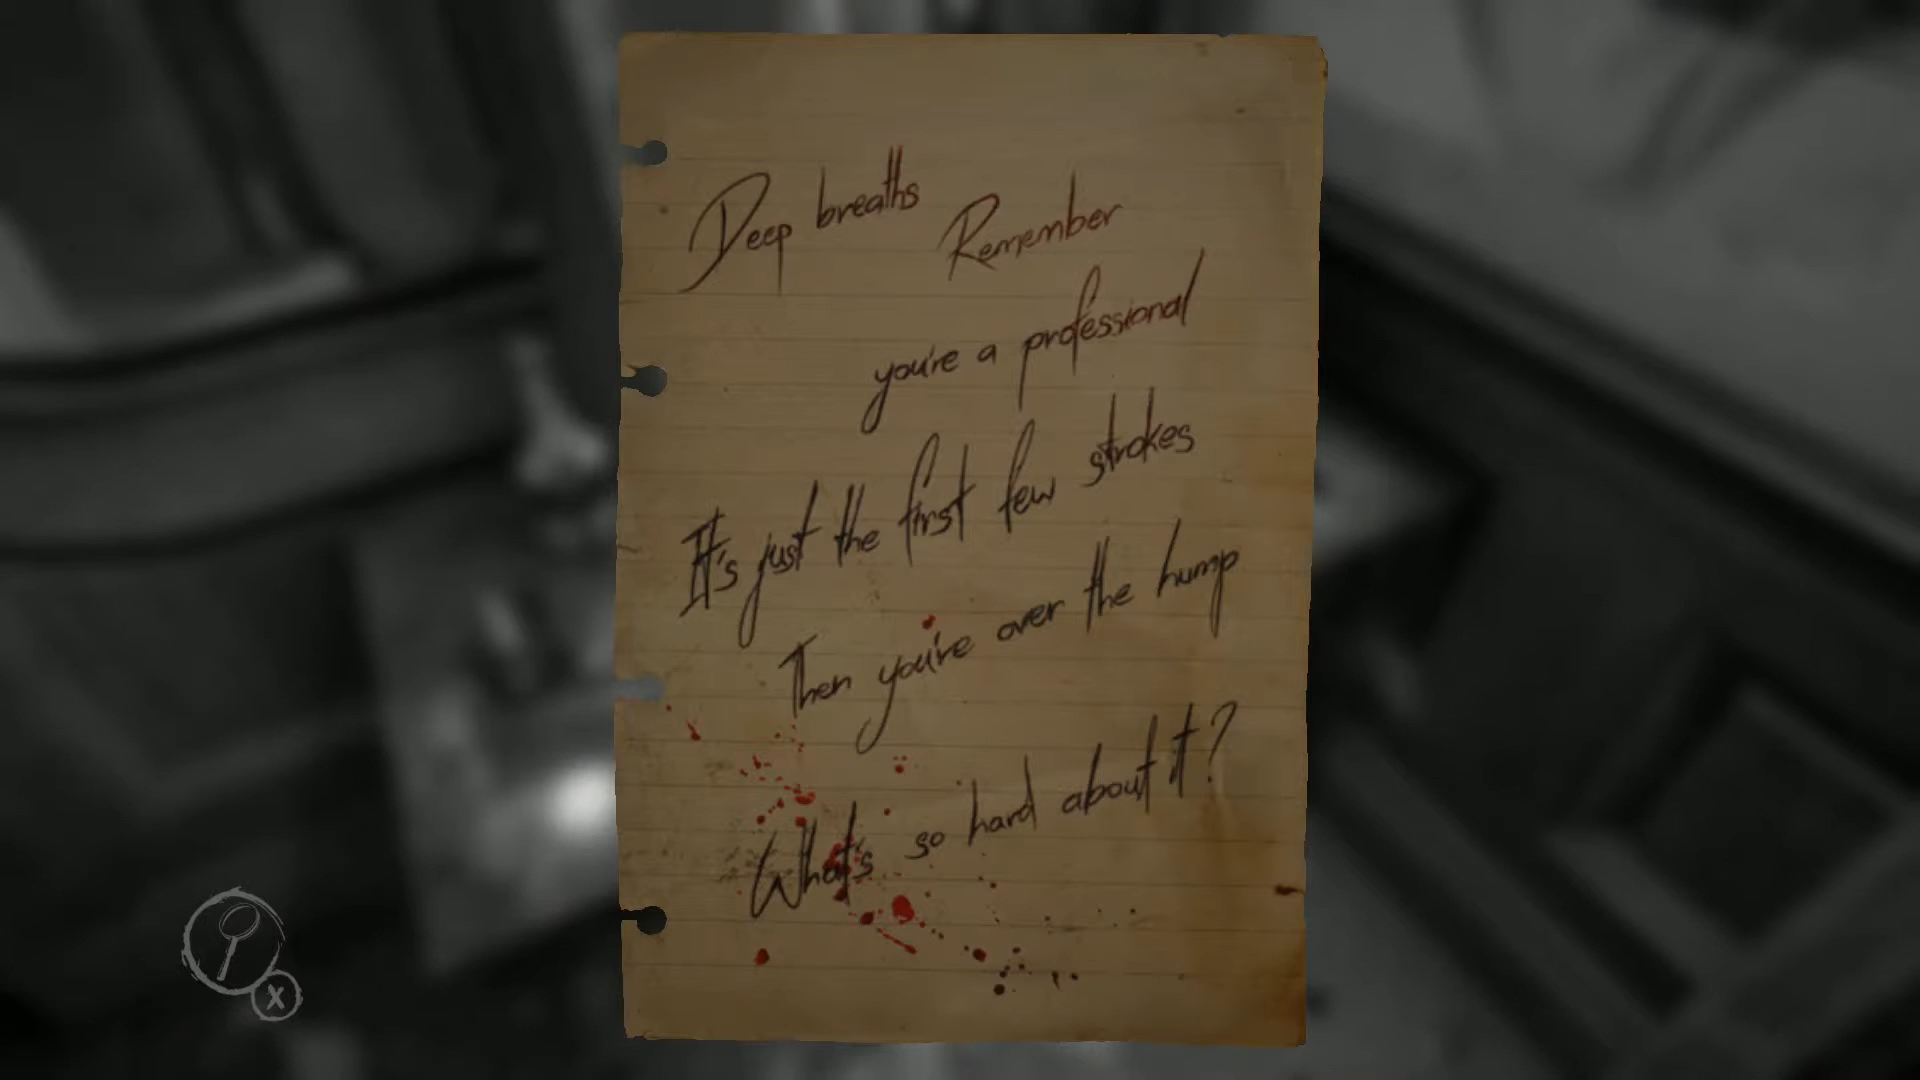 Deep breaths
Remember
you're a professional
It's just the first few strokes
Then you're over the hump
What's so hard about it?
X